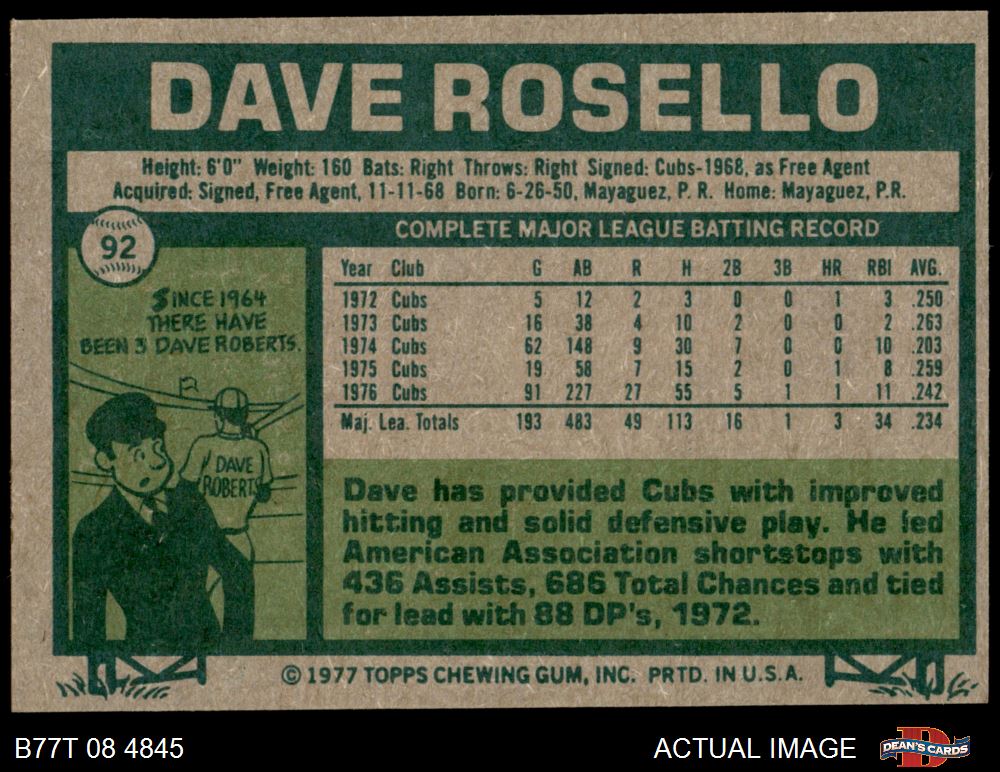 DAVE ROSELLO
Height: 6'0" Weight: 160 Bats: Right Throws: Right Signed: Cubs-1968, as Free Agent
Acquired: Signed, Free Agent, 11-11-68 Born: 6-26-50, Mayaguez, P. R. Home: Mayaguez, P.R.
92
SINCE 1964
THERE HAVE
BEEN 3 DAVE ROBERTS.
DAVE
ROBERTS
COMPLETE MAJOR LEAGUE BATTING RECORD
Year Club G AB R H 2B 3B HR RBI AVG.
1972 Cubs 5 12 2 3 0 0 1 3 .250
1973 Cubs 16 38 4 10 2 0 0 2 .263
1974 Cubs 62 148 9 30 7 0 0 10 .203
1975 Cubs 19 58 7 15 2 0 1 8 .259
1976 Cubs 91 227 27 55 5 1 1 11 .242
Maj. Lea. Totals 193 483 49 113 16 1 3 34 .234
Dave has provided Cubs with improved
hitting and solid defensive play. He led
American Association shortstops with
436 Assists, 686 Total Chances and tied
for lead with 88 DP's, 1972.
©1977 TOPPS CHEWING GUM, INC. PRTD. IN U.S.A.
B77T 08 4845
ACTUAL IMAGE
DEAN'S CARDS